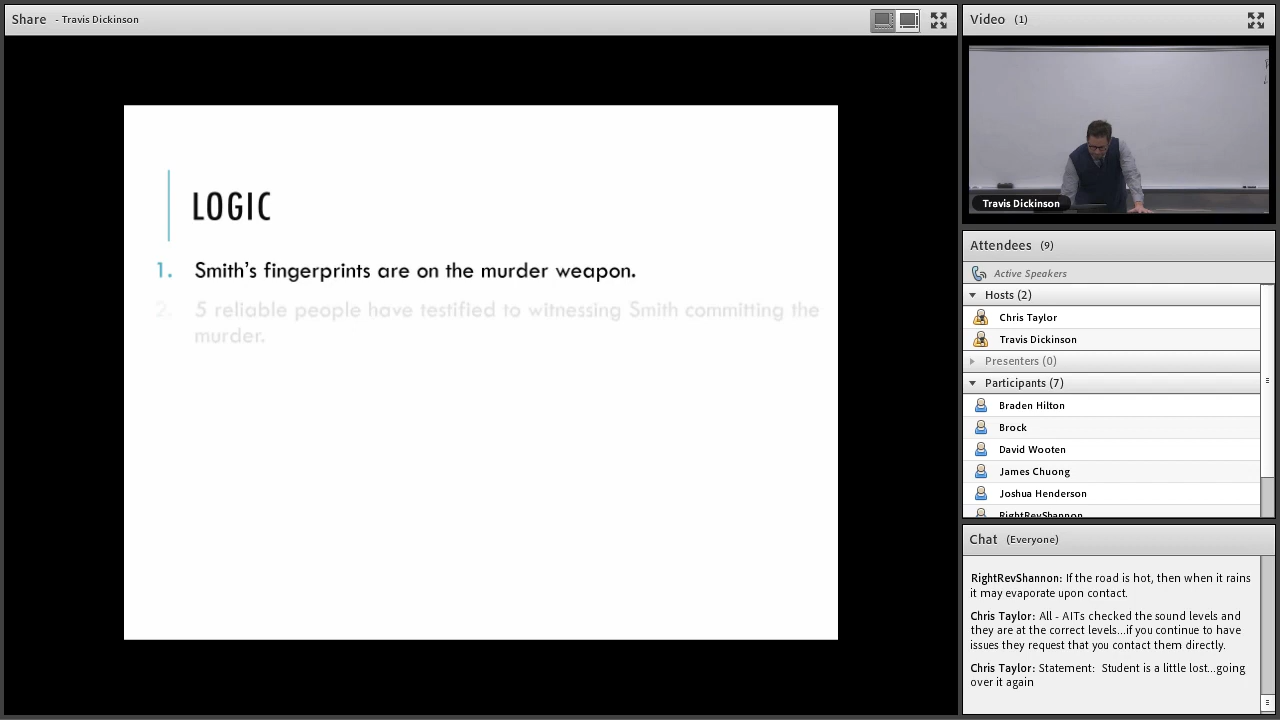 Share - Travis Dickinson
LOGIC
1. Smith's fingerprints are on the murder weapon.
2. 5 reliable people have testified to witnessing Smith committing the
murder.
Video (1)
Travis Dickinson
Attendees (9)
Active Speakers
Hosts (2)
Chris Taylor
Travis Dickinson
Presenters (0)
Participants (7)
Braden Hilton
Brock
David Wooten
James Chuong
Joshua Henderson
RightRevShannon
Chat (Everyone)
RightRevShannon: If the road is hot, then when it rains
it may evaporate upon contact.
Chris Taylor: All - AITs checked the sound levels and
they are at the correct levels...if you continue to have
issues they request that you contact them directly.
Chris Taylor: Statement: Student is a little lost...going
over it again